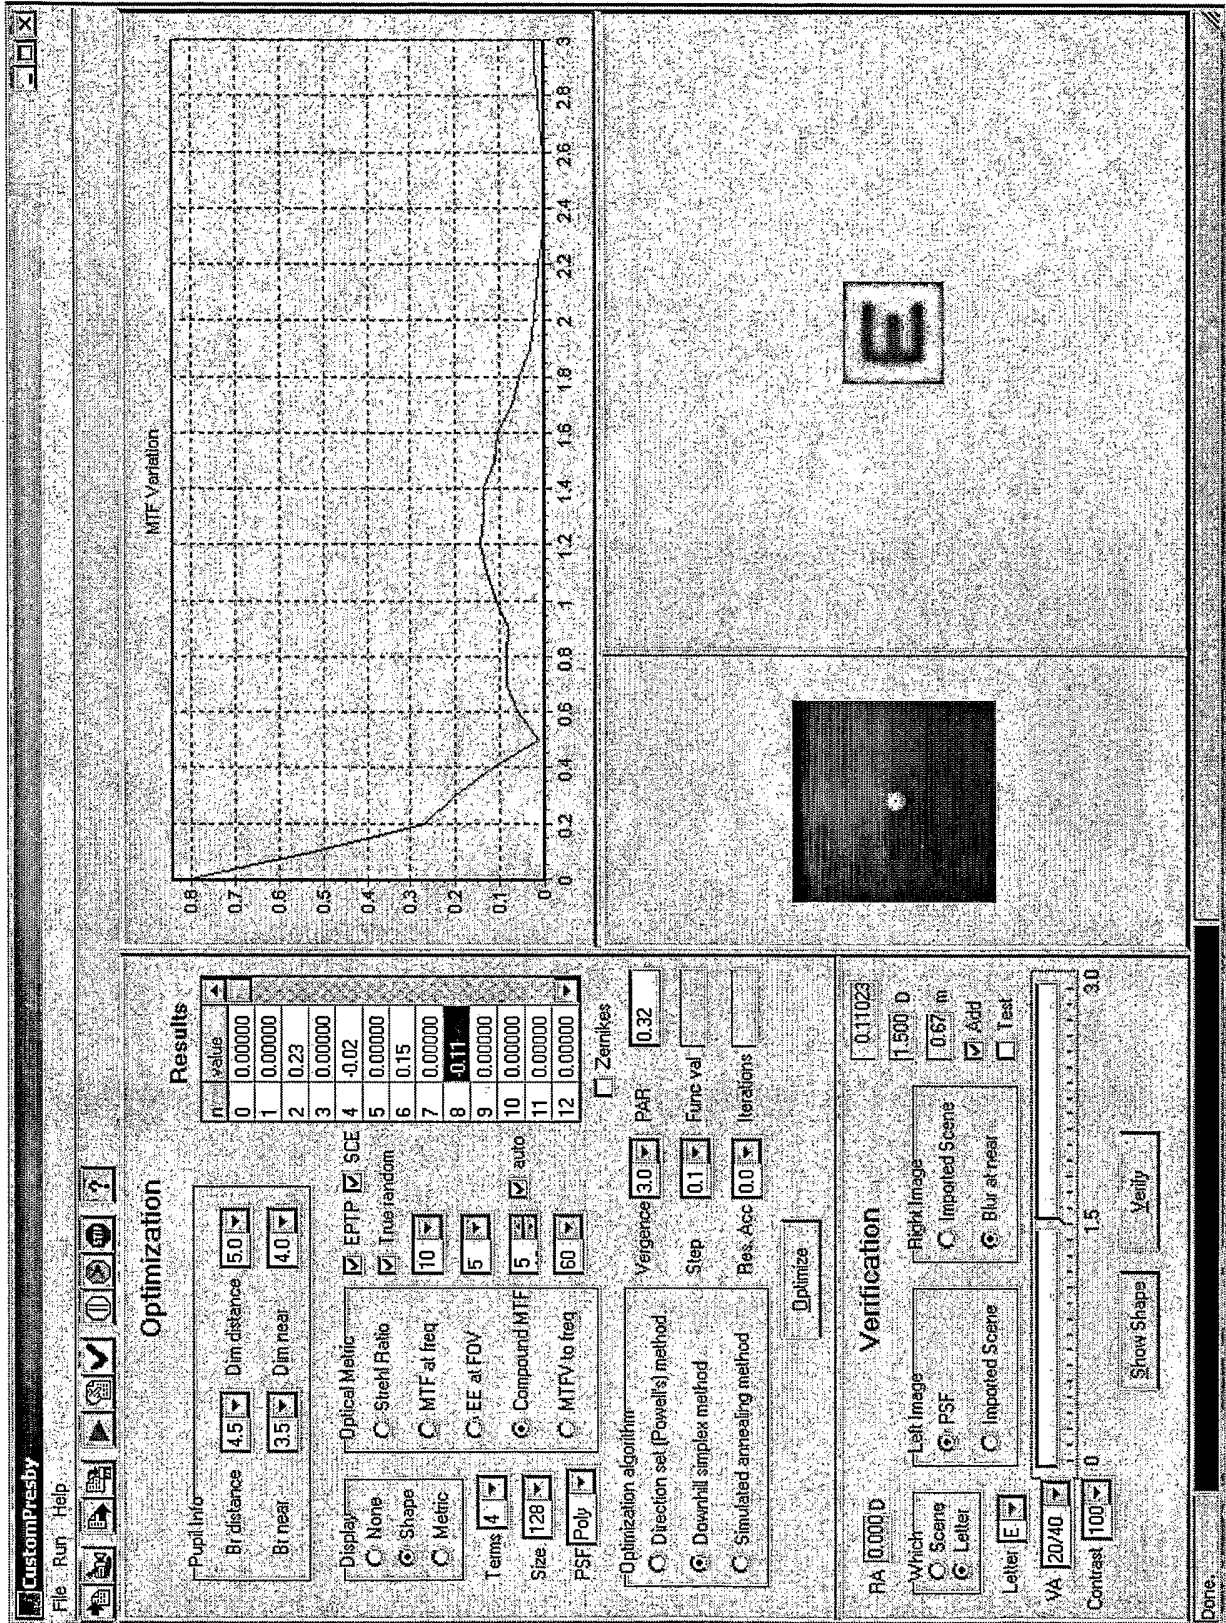 CustomPresby
File Run Help
Optimization
Pupil Info
Br distance 4.5 Dim distance 5.0
Br near 3.5 Dim near 4.0
Display
None
Shape
Metric
Terms 4
Size 128
PSF Poly
Optical Metric
Strehl Ratio
MTF at freq
EE at FOV
Compound MTF
MTFV to freq
EPTP SCE
True random
10
5
5 auto
60
Results
n value
0 0.00000
1 0.00000
2 0.23
3 0.00000
4 -0.02
5 0.00000
6 0.15
7 0.00000
8 -0.11
9 0.00000
10 0.00000
11 0.00000
12 0.00000
Zernikes
Optimization algorithm
Direction set (Powell's) method
Downhill simplex method
Simulated annealing method
Vergence 3.0 PAR 0.32
Step 0.1 Func val
Res. Acc 0.0 Iterations
Optimize
Verification
RA 0.000 D
Which
Scene
Letter
Letter E
VA 20/40
Contrast 100
Left Image
PSF
Imported Scene
Right Image
Imported Scene
Blur at near
0.11023
1.500 D
0.67 m
Add
Test
0 1.5 3.0
Show Shape Verify
MTF Variation
0.8
0.7
0.6
0.5
0.4
0.3
0.2
0.1
0
0 0.2 0.4 0.6 0.8 1 1.2 1.4 1.6 1.8 2 2.2 2.4 2.6 2.8 3
E
Done.